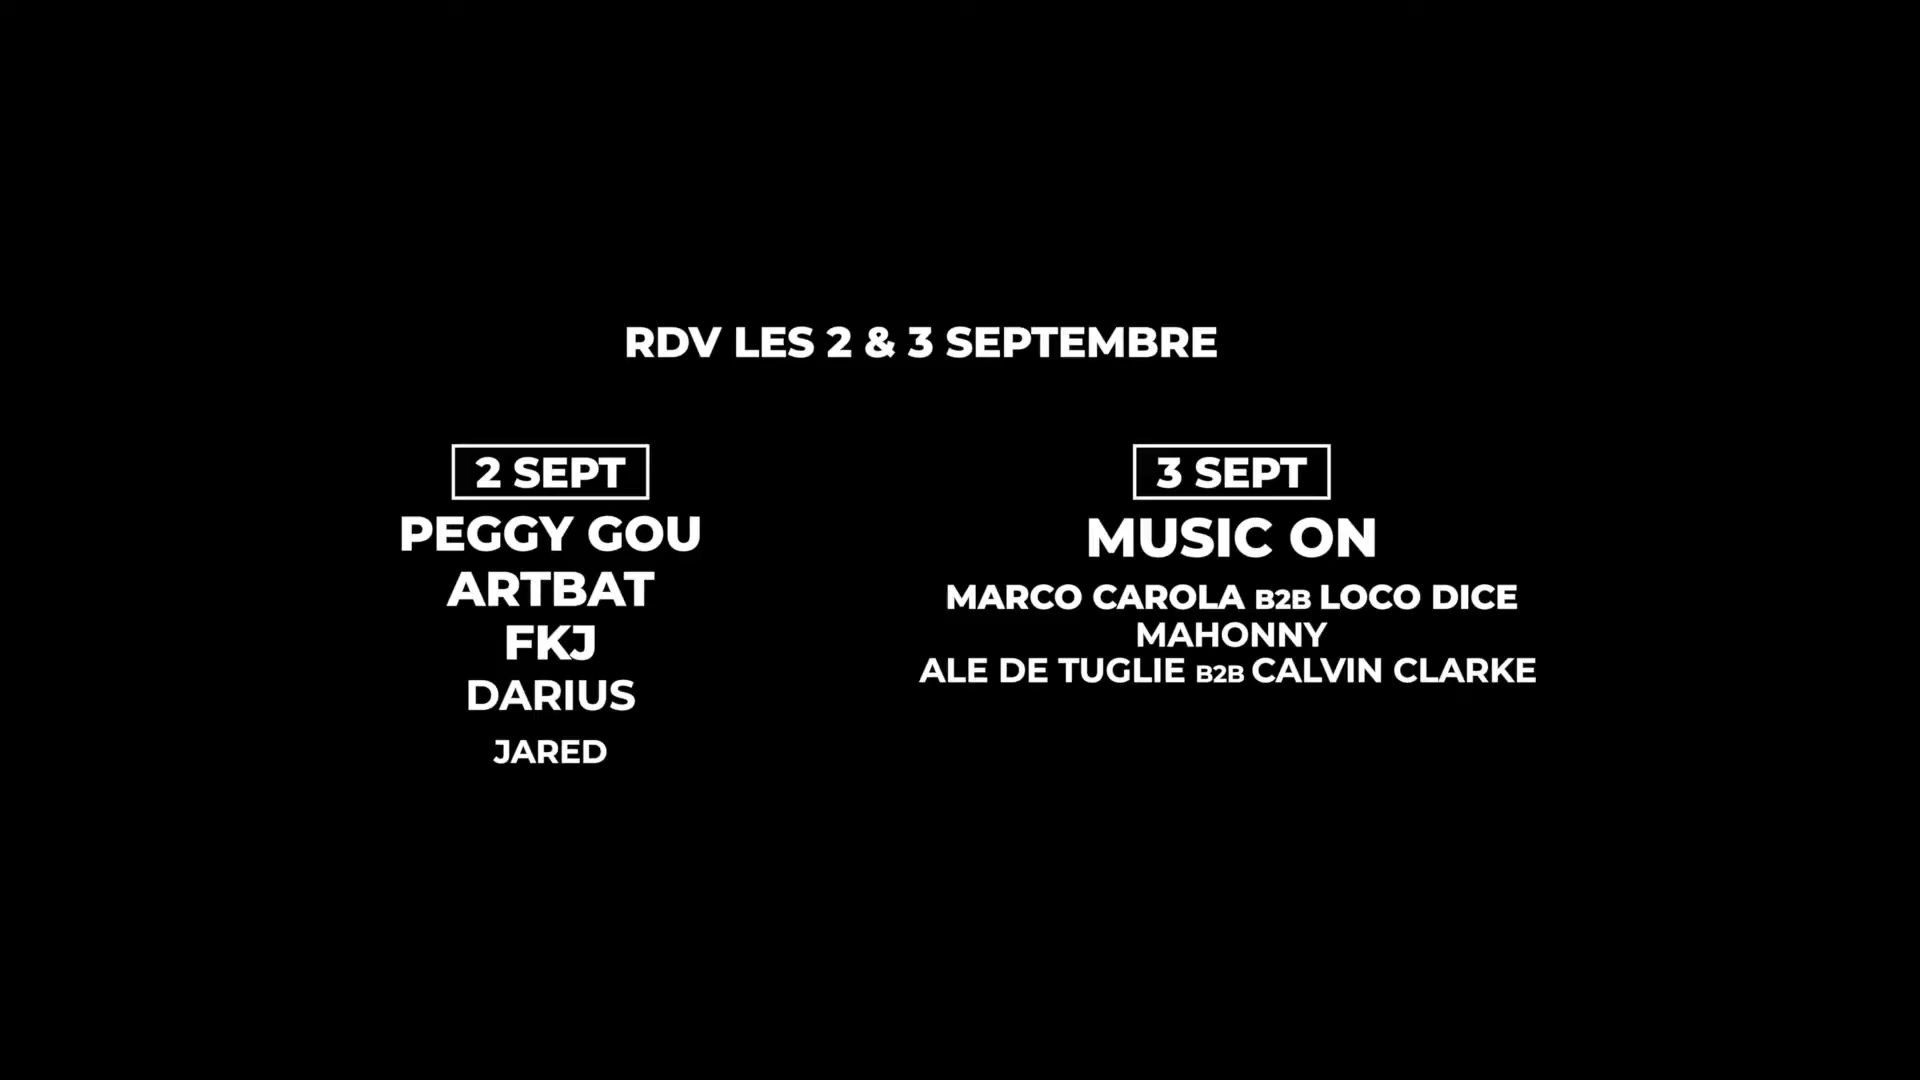 RDV LES 2 & 3 SEPTEMBRE
2 SEPT
PEGGY GOU
ARTBAT
FKJ
DARIUS
JARED
3 SEPT
MUSIC ON
MARCO CAROLA B2B LOCO DICE
MAHONNY
ALE DE TUGLIE B2B CALVIN CLARKE